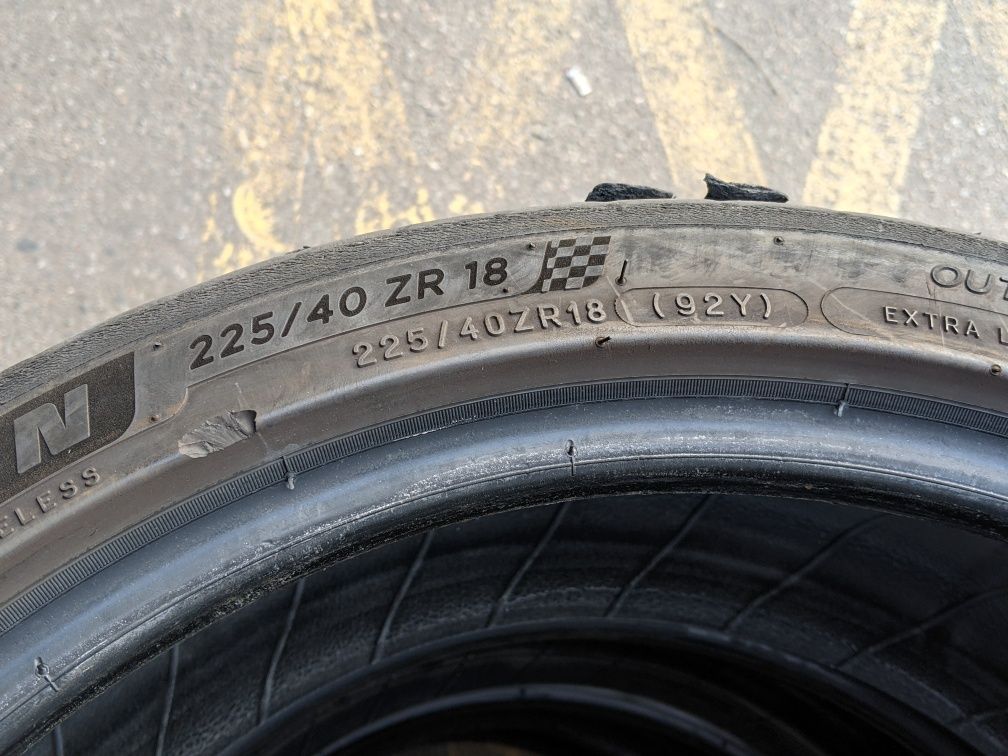 225/40 ZR 18
225/40ZR18 (92Y)
OUT
EXTRA L
N
ELESS